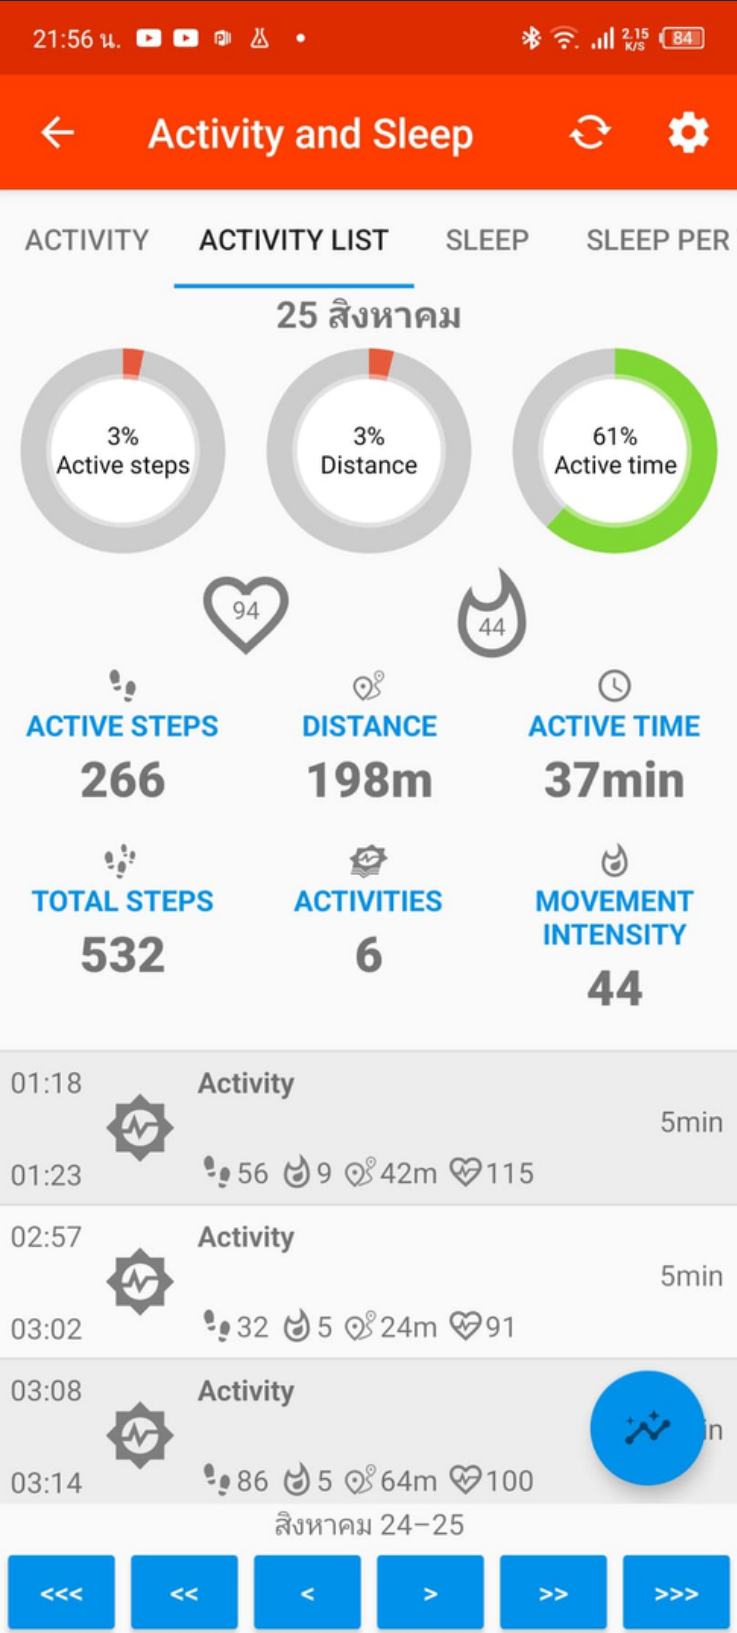 21:56 น. 2.15 K/S 84
Activity and Sleep
ACTIVITY ACTIVITY LIST SLEEP SLEEP PER
25 สิงหาคม
3% 3% 61%
Active steps Distance Active time
94 44
ACTIVE STEPS DISTANCE ACTIVE TIME
266 198m 37min
TOTAL STEPS ACTIVITIES MOVEMENT INTENSITY
532 6 44
01:18 Activity
5min
01:23 56 9 42m 115
02:57 Activity
5min
03:02 32 5 24m 91
03:08 Activity
in
03:14 86 5 64m 100
สิงหาคม 24–25
<<< << < > >> >>>